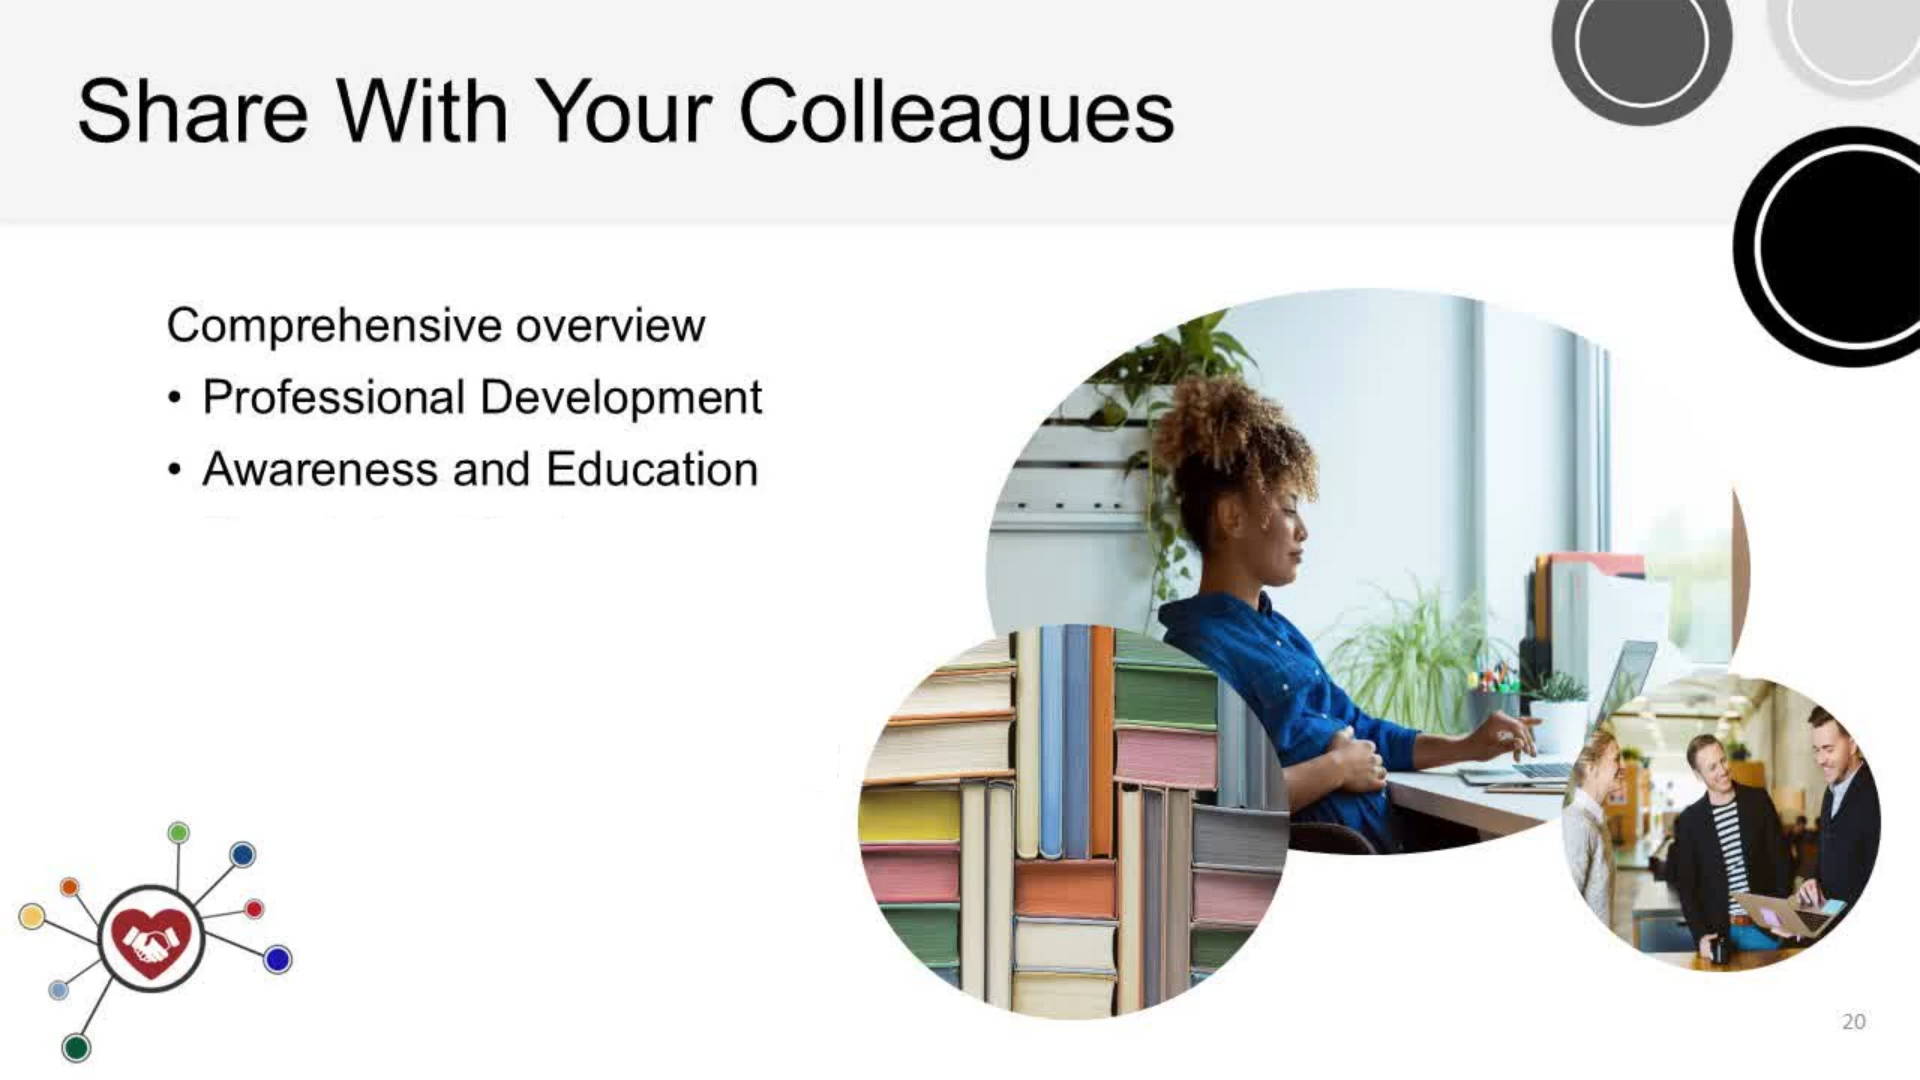 Share With Your Colleagues
Comprehensive overview
• Professional Development
• Awareness and Education
20